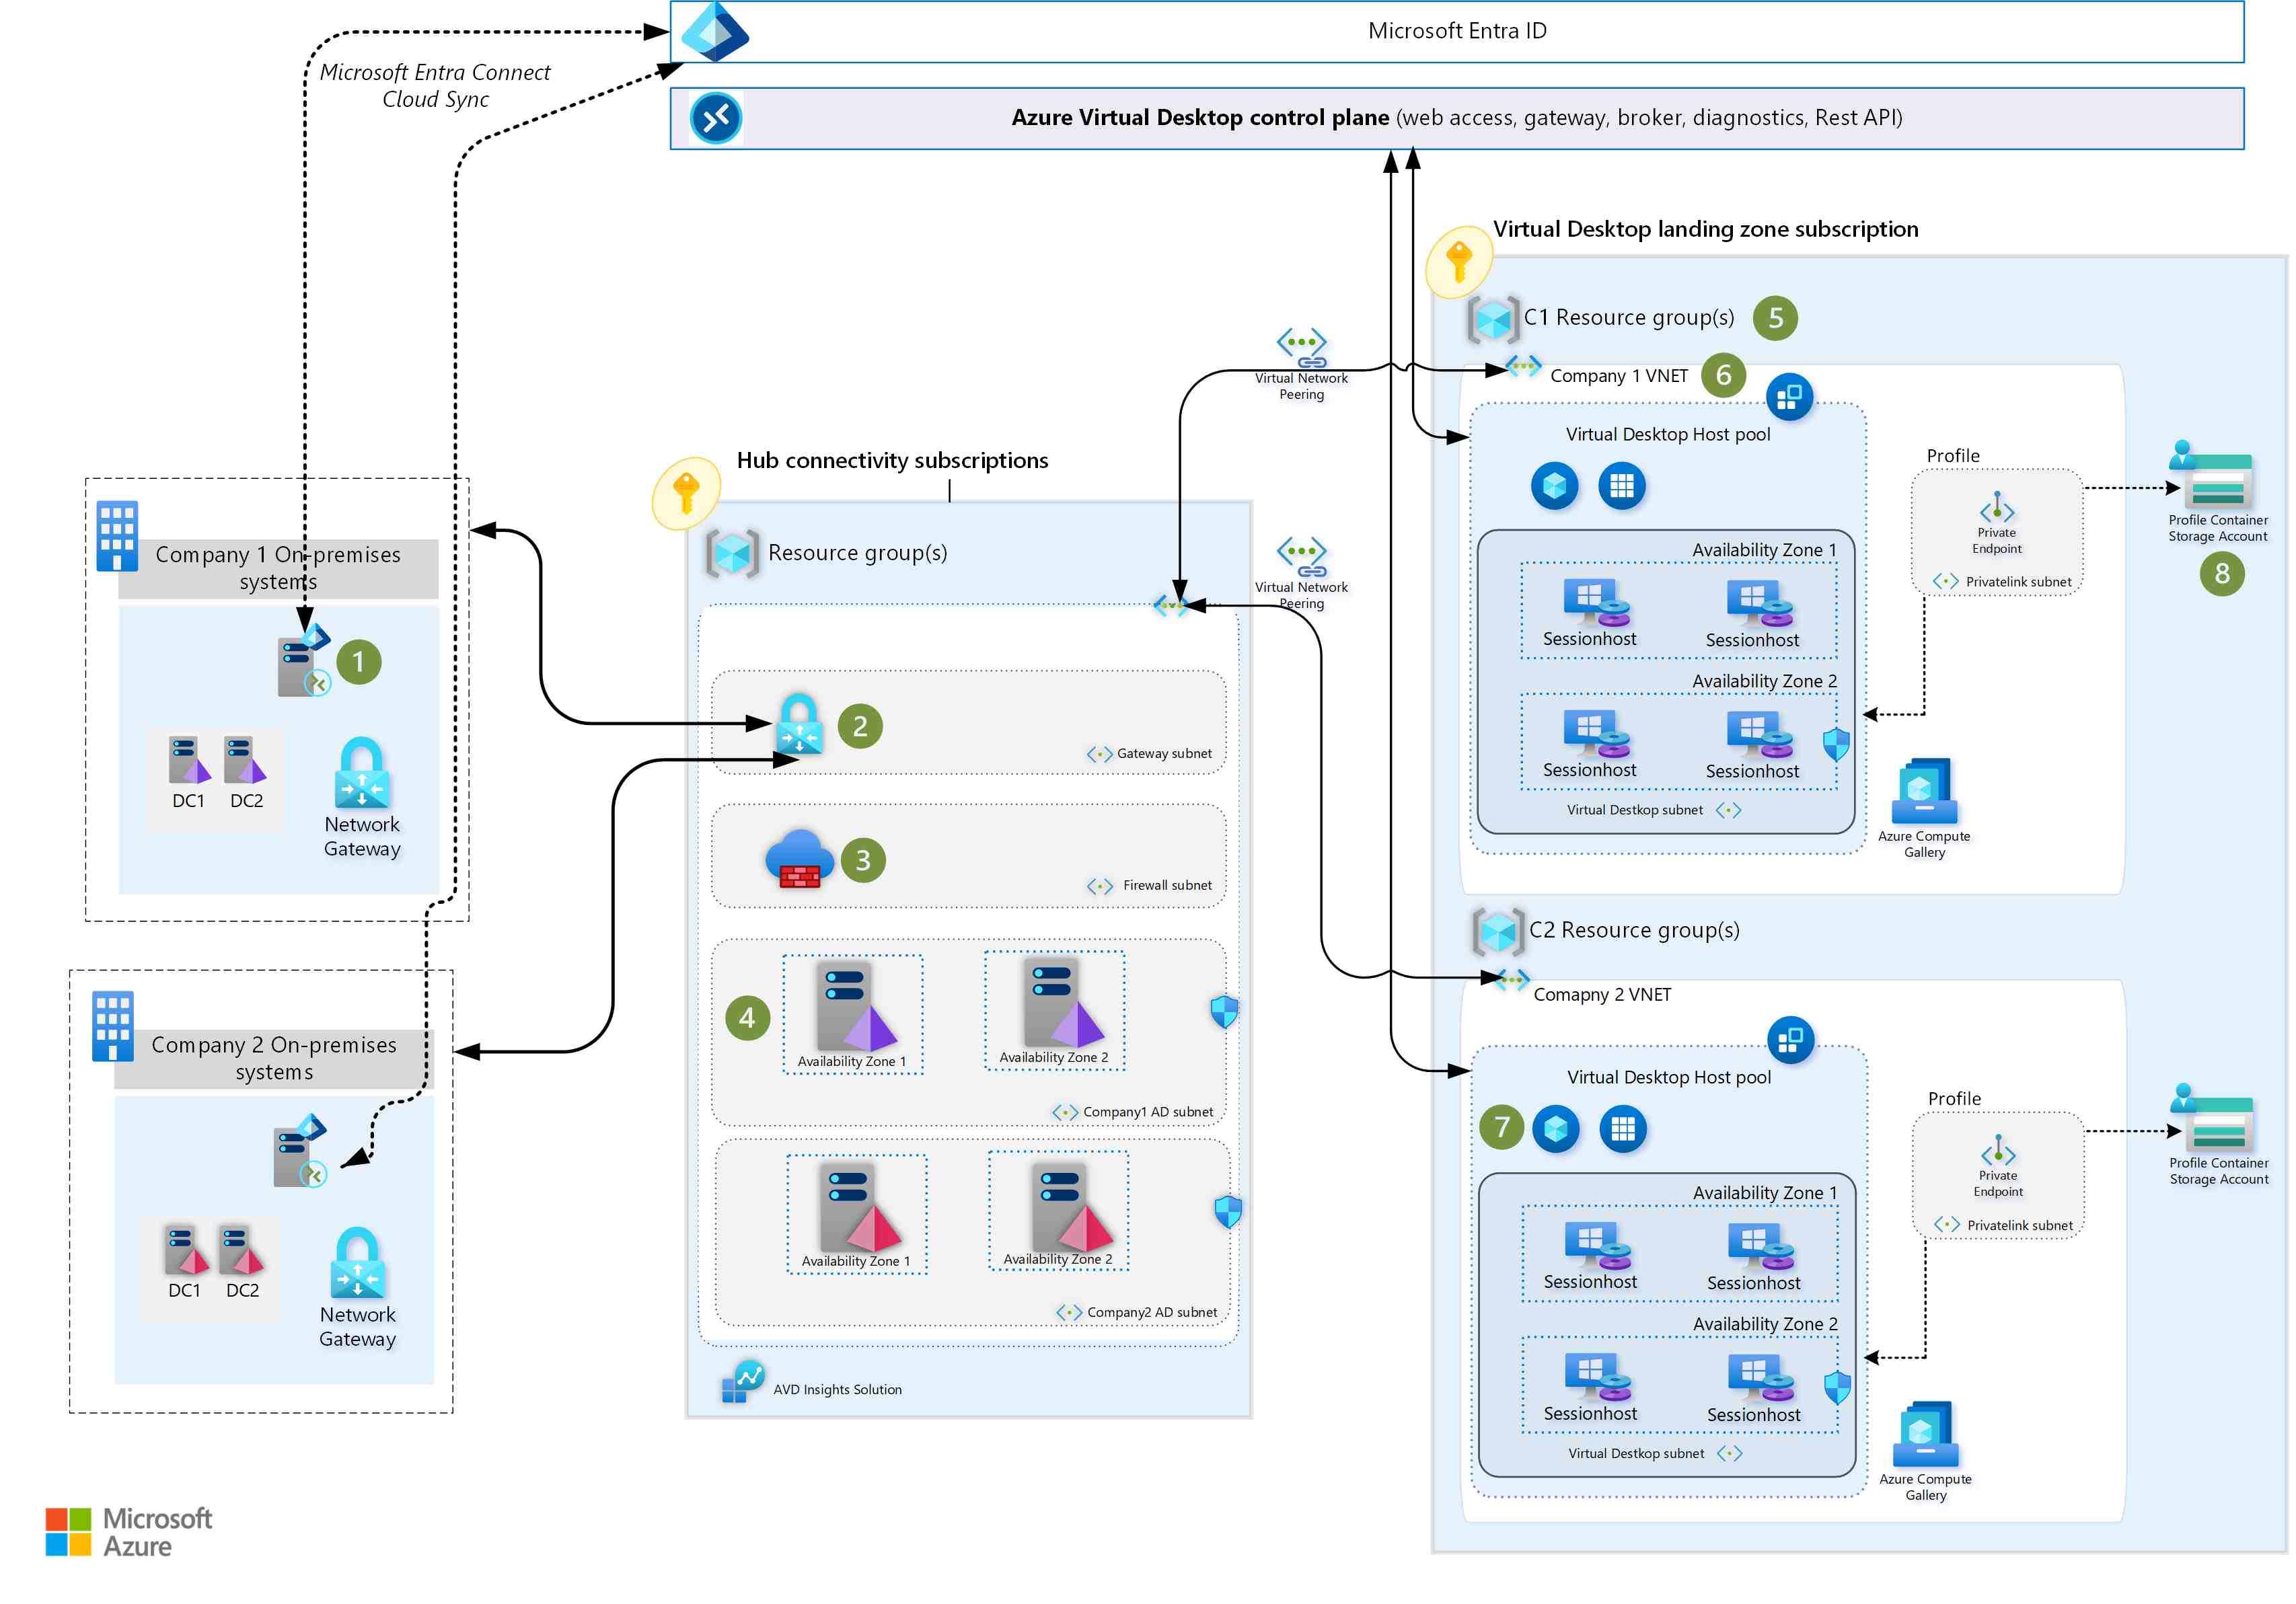 Microsoft Entra ID
Microsoft Entra Connect
Cloud Sync
Azure Virtual Desktop control plane (web access, gateway, broker, diagnostics, Rest API)
Virtual Desktop landing zone subscription
C1 Resource group(s)
5
Virtual Network
Peering
Company 1 VNET
6
Virtual Desktop Host pool
Profile
Private
Endpoint
Privatelink subnet
Profile Container
Storage Account
8
Availability Zone 1
Sessionhost
Sessionhost
Availability Zone 2
Sessionhost
Sessionhost
Virtual Destkop subnet
Azure Compute
Gallery
Hub connectivity subscriptions
Resource group(s)
Virtual Network
Peering
2
Gateway subnet
3
Firewall subnet
4
Availability Zone 1
Availability Zone 2
Company1 AD subnet
Availability Zone 1
Availability Zone 2
Company2 AD subnet
AVD Insights Solution
Company 1 On-premises
systems
1
DC1
DC2
Network
Gateway
Company 2 On-premises
systems
DC1
DC2
Network
Gateway
C2 Resource group(s)
Comapny 2 VNET
Virtual Desktop Host pool
7
Profile
Private
Endpoint
Privatelink subnet
Profile Container
Storage Account
Availability Zone 1
Sessionhost
Sessionhost
Availability Zone 2
Sessionhost
Sessionhost
Virtual Destkop subnet
Azure Compute
Gallery
Microsoft
Azure